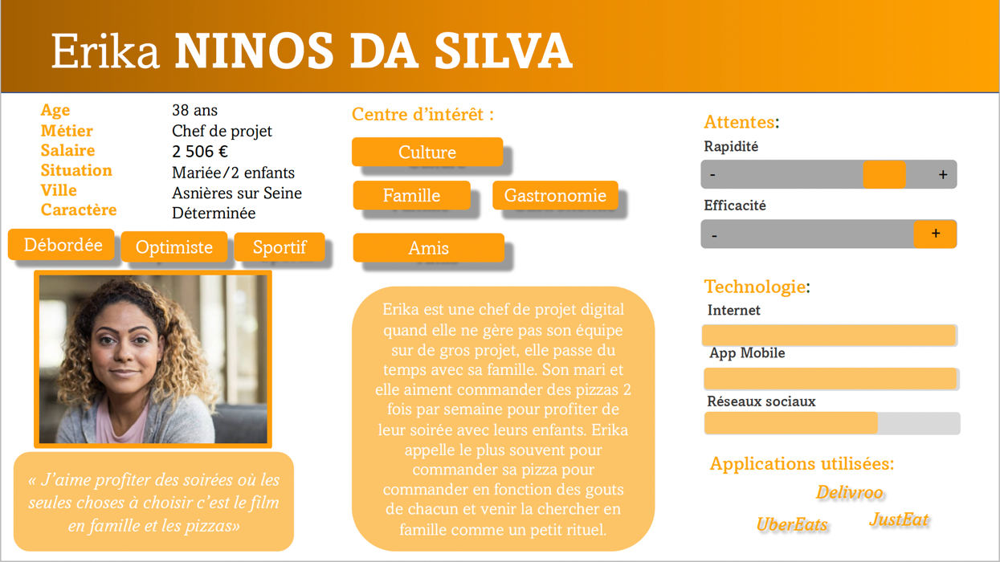 Erika NINOS DA SILVA
Age 38 ans
Métier Chef de projet
Salaire 2 506 €
Situation Mariée/2 enfants
Ville Asnières sur Seine
Caractère Déterminée
Débordée Optimiste Sportif
« J’aime profiter des soirées où les
seules choses à choisir c’est le film
en famille et les pizzas»
Centre d’intérêt :
Culture
Famille Gastronomie
Amis
Erika est une chef de projet digital
quand elle ne gère pas son équipe
sur de gros projet, elle passe du
temps avec sa famille. Son mari et
elle aiment commander des pizzas 2
fois par semaine pour profiter de
leur soirée avec leurs enfants. Erika
appelle le plus souvent pour
commander sa pizza pour
commander en fonction des gouts
de chacun et venir la chercher en
famille comme un petit rituel.
Attentes:
Rapidité
- +
Efficacité
- +
Technologie:
Internet
App Mobile
Réseaux sociaux
Applications utilisées:
Delivroo
UberEats JustEat